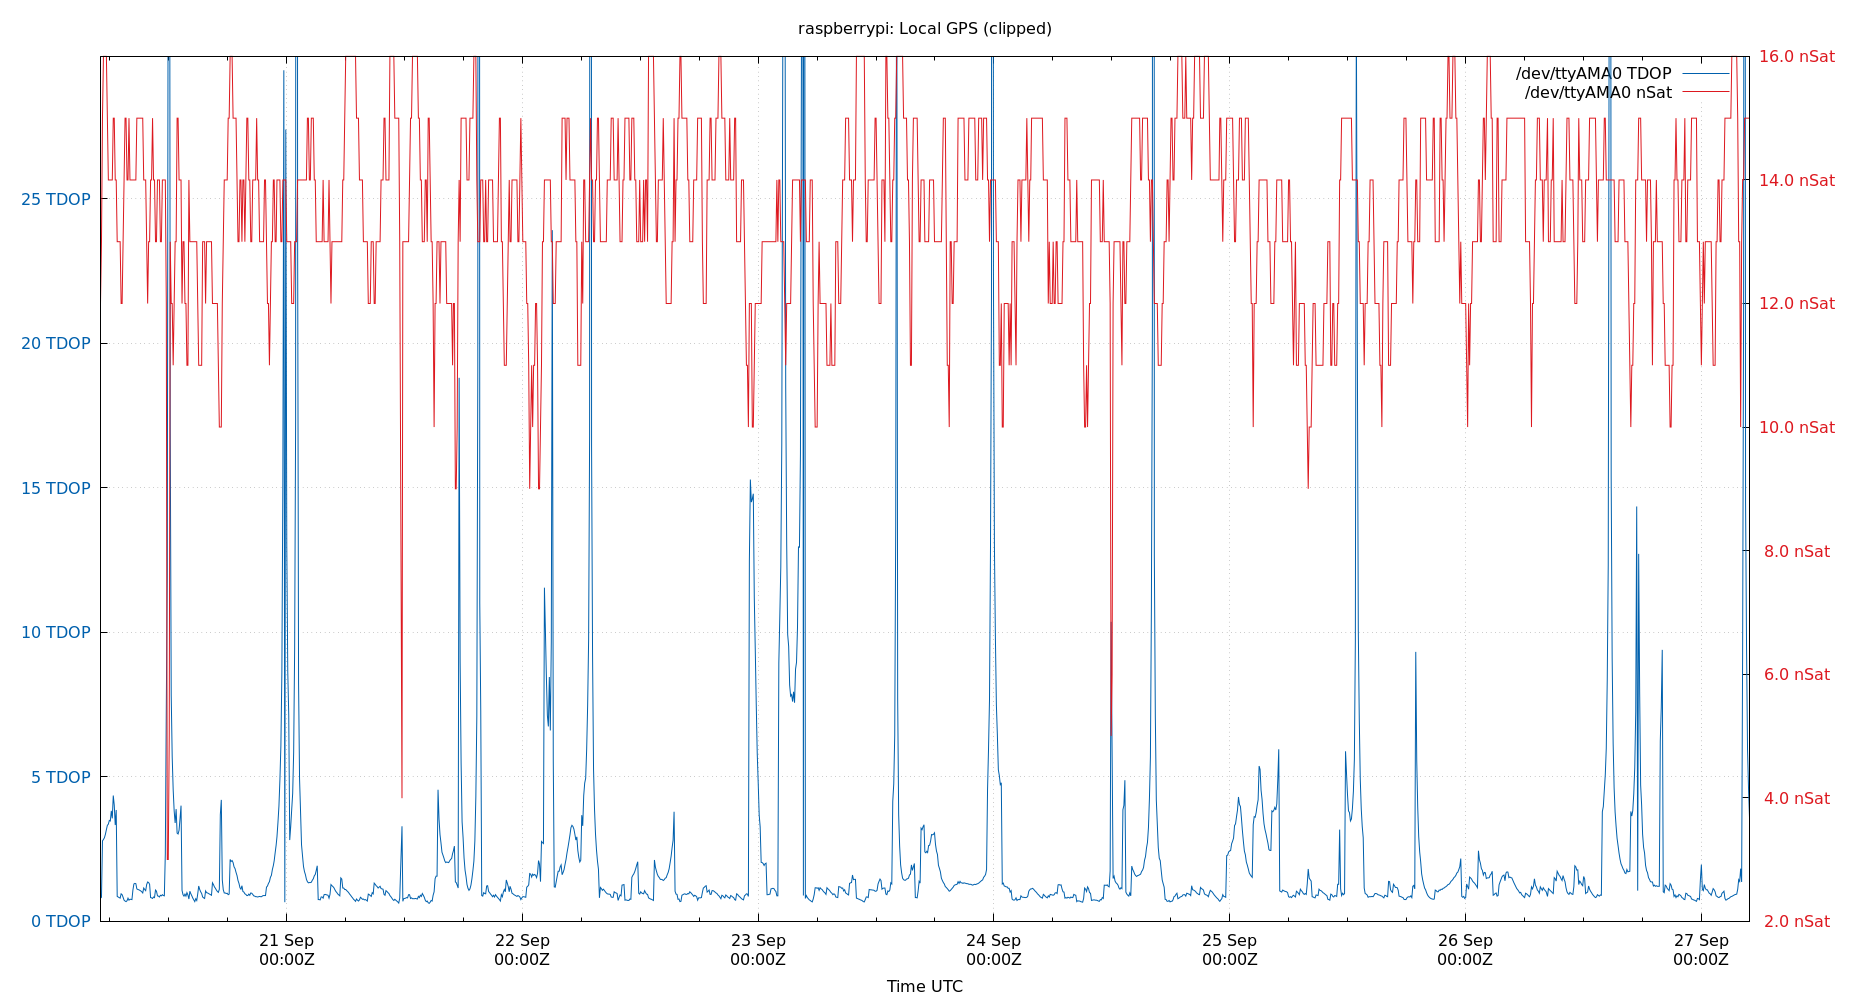 raspberrypi: Local GPS (clipped)
/dev/ttyAMA0 TDOP
/dev/ttyAMA0 nSat
25 TDOP
20 TDOP
15 TDOP
10 TDOP
5 TDOP
0 TDOP
16.0 nSat
14.0 nSat
12.0 nSat
10.0 nSat
8.0 nSat
6.0 nSat
4.0 nSat
2.0 nSat
21 Sep
00:00Z
22 Sep
00:00Z
23 Sep
00:00Z
24 Sep
00:00Z
25 Sep
00:00Z
26 Sep
00:00Z
27 Sep
00:00Z
Time UTC